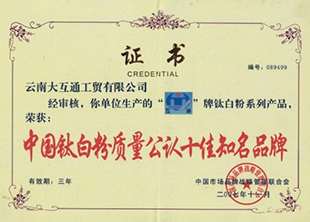 证书
CREDENTIAL
编号：089499
云南大互通工贸有限公司
经审核，你单位生产的“ ”牌钛白粉系列产品，
荣获：
中国钛白粉质量公认十佳知名品牌
有效期：三年
中国市场品牌战略管理联合会